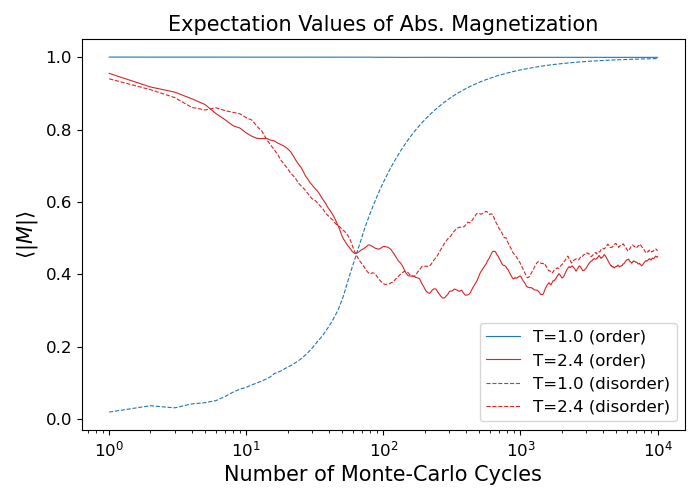 Expectation Values of Abs. Magnetization
⟨|M|⟩
1.0
0.8
0.6
0.4
0.2
0.0
T=1.0 (order)
T=2.4 (order)
T=1.0 (disorder)
T=2.4 (disorder)
10⁰ 10¹ 10² 10³ 10⁴
Number of Monte-Carlo Cycles